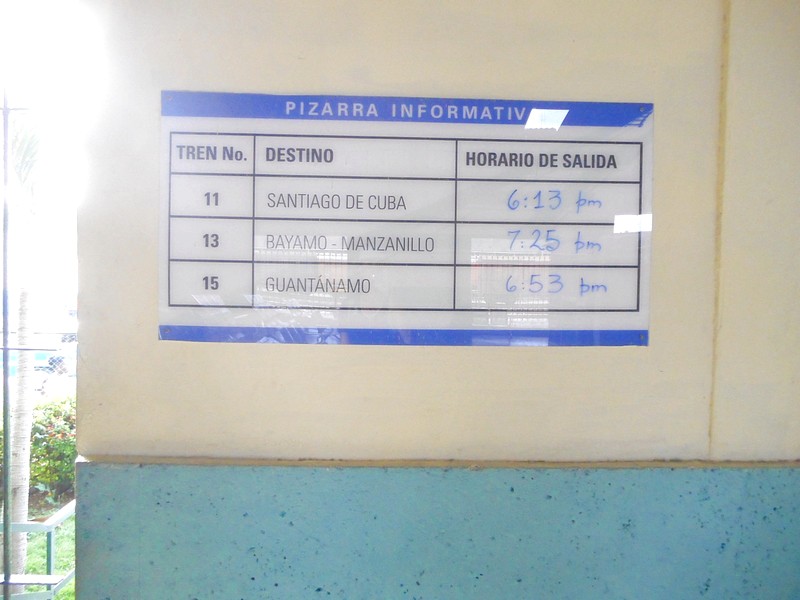 PIZARRA INFORMATIV
TREN No. DESTINO HORARIO DE SALIDA
11 SANTIAGO DE CUBA 6:13 pm
13 BAYAMO - MANZANILLO 7:25 pm
15 GUANTÁNAMO 6:53 pm